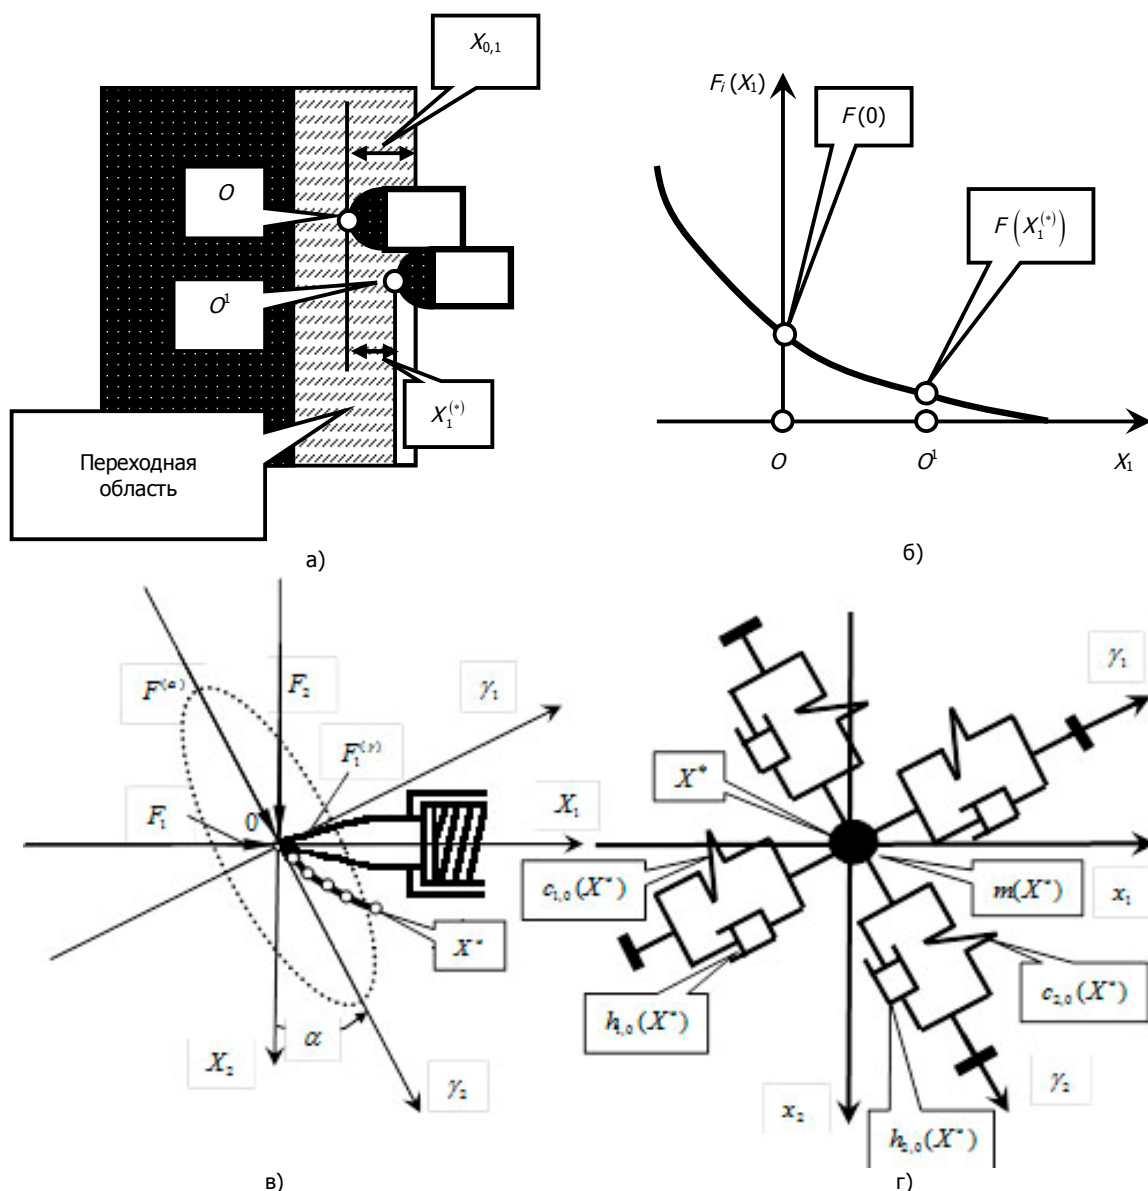 X₀,₁
O
O¹
X₁⁽*⁾
Переходная
область
а)
Fᵢ (X₁)
F(0)
F(X₁⁽*⁾)
O
O¹
X₁
б)
F⁽ᵅ⁾
F₂
γ₁
F₁⁽ᵞ⁾
F₁
0
X₁
X*
α
X₂
γ₂
в)
γ₁
X*
c₁,₀(X*)
m(X*)
x₁
h₁,₀(X*)
c₂,₀(X*)
x₂
γ₂
h₂,₀(X*)
г)